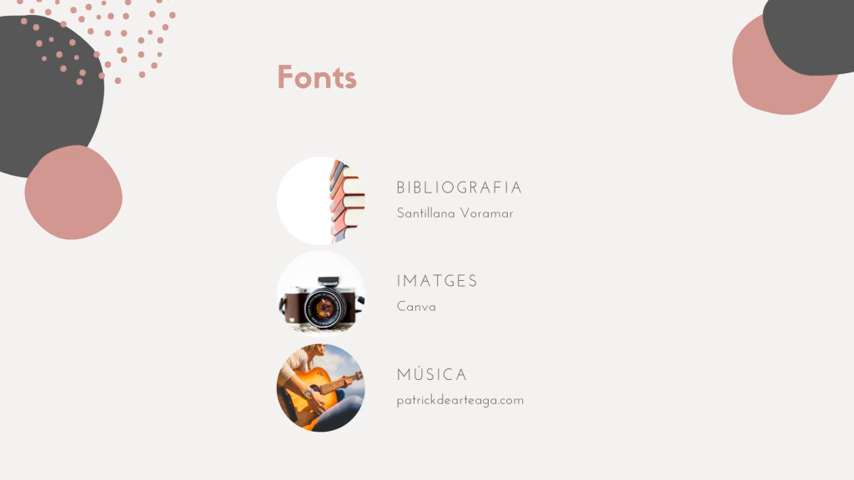 Fonts
BIBLIOGRAFIA
Santillana Voramar
IMATGES
Canva
MÚSICA
patrickdearteaga.com